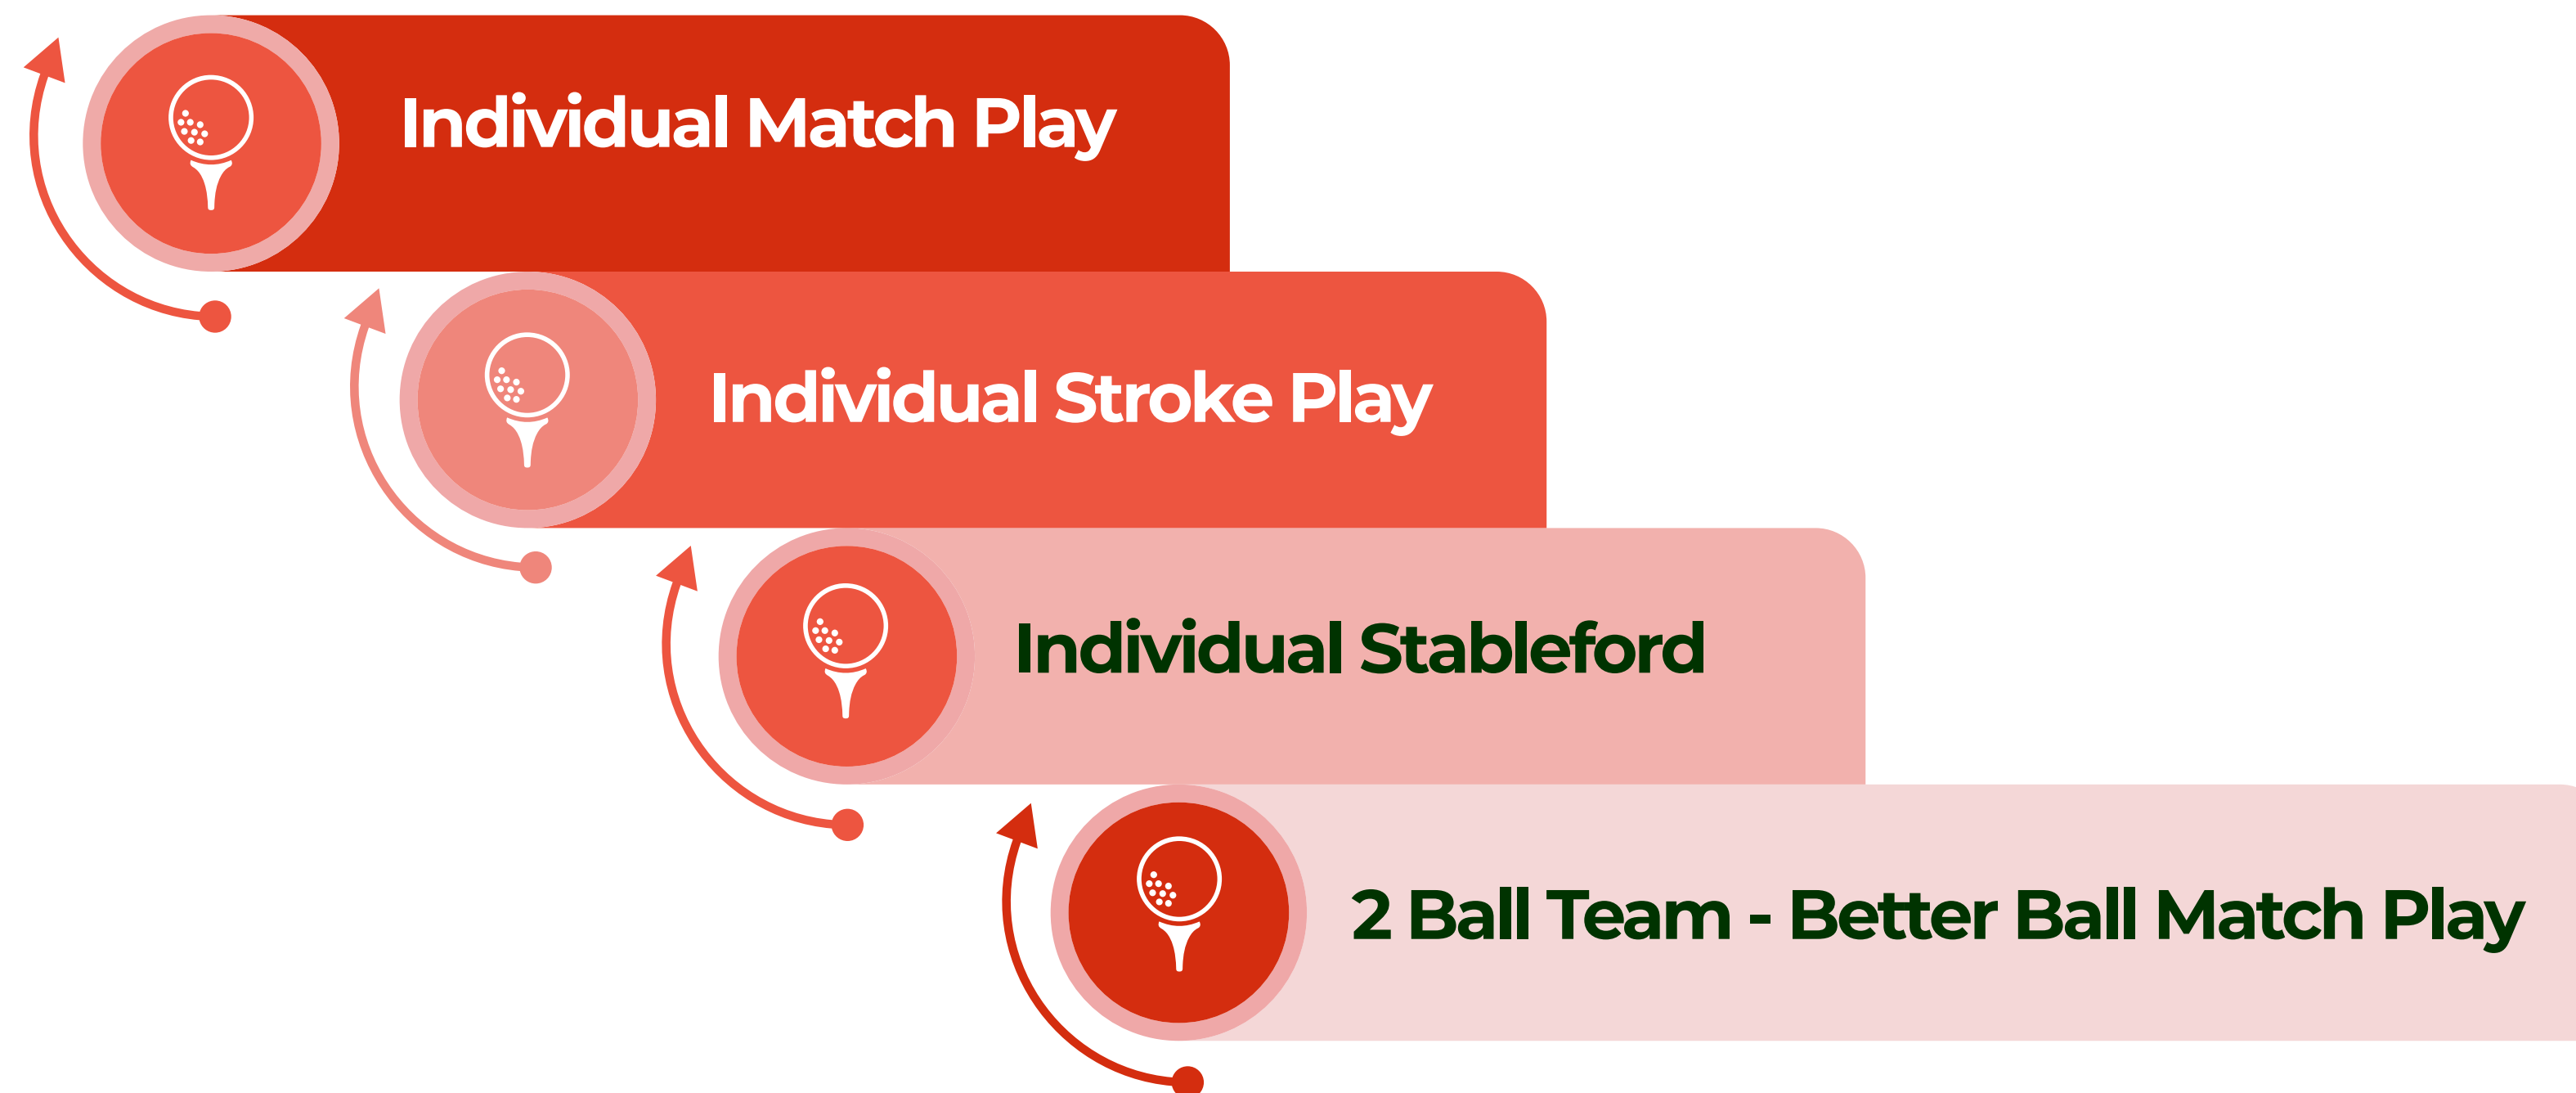 Individual Match Play
Individual Stroke Play
Individual Stableford
2 Ball Team - Better Ball Match Play